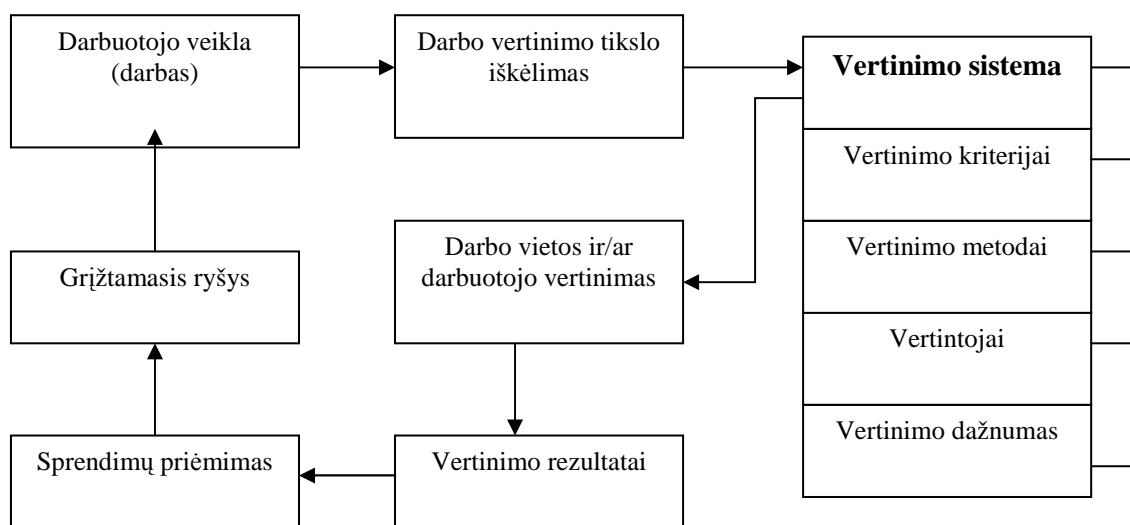 Darbuotojo veikla
(darbas)
Darbo vertinimo tikslo
iškėlimas
Vertinimo sistema
Vertinimo kriterijai
Vertinimo metodai
Vertintojai
Vertinimo dažnumas
Darbo vietos ir/ar
darbuotojo vertinimas
Grįžtamasis ryšys
Sprendimų priėmimas
Vertinimo rezultatai